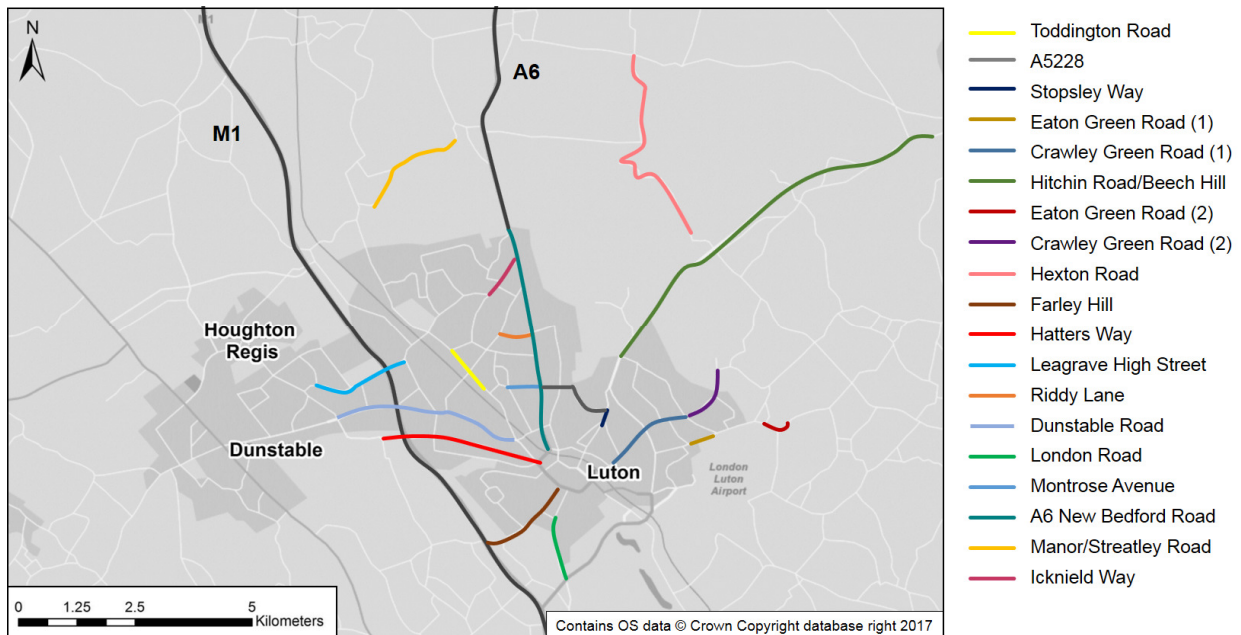 M1
N
A6
M1
Houghton
Regis
Dunstable
Luton
London
Luton
Airport
0 1.25 2.5 5
Kilometers
Contains OS data © Crown Copyright database right 2017
Toddington Road
A5228
Stopsley Way
Eaton Green Road (1)
Crawley Green Road (1)
Hitchin Road/Beech Hill
Eaton Green Road (2)
Crawley Green Road (2)
Hexton Road
Farley Hill
Hatters Way
Leagrave High Street
Riddy Lane
Dunstable Road
London Road
Montrose Avenue
A6 New Bedford Road
Manor/Streatley Road
Icknield Way